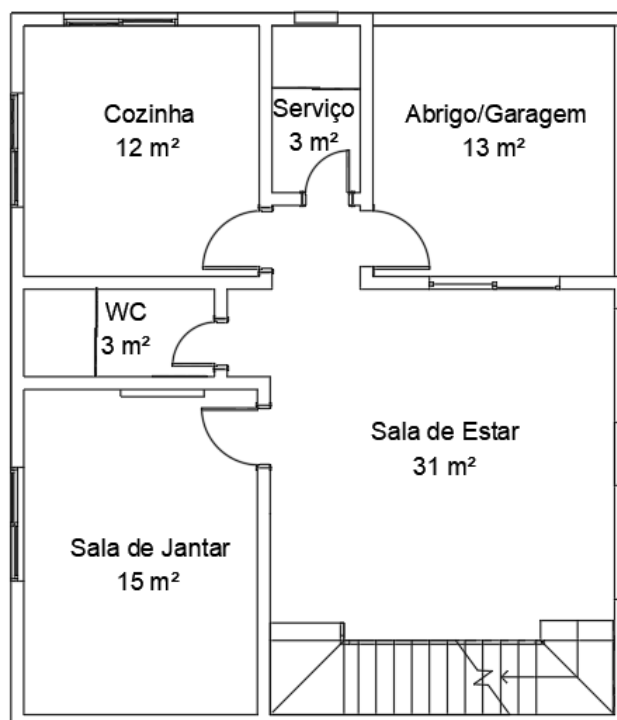 Cozinha
12 m²
Serviço
3 m²
Abrigo/Garagem
13 m²
WC
3 m²
Sala de Estar
31 m²
Sala de Jantar
15 m²